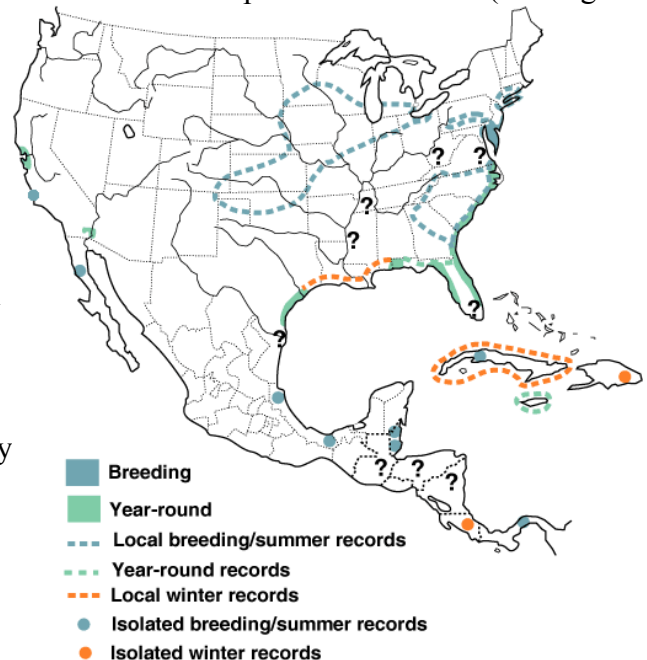 ?
?
?
?
?
?
?
?
?
y
Breeding
Year-round
Local breeding/summer records
Year-round records
Local winter records
Isolated breeding/summer records
Isolated winter records